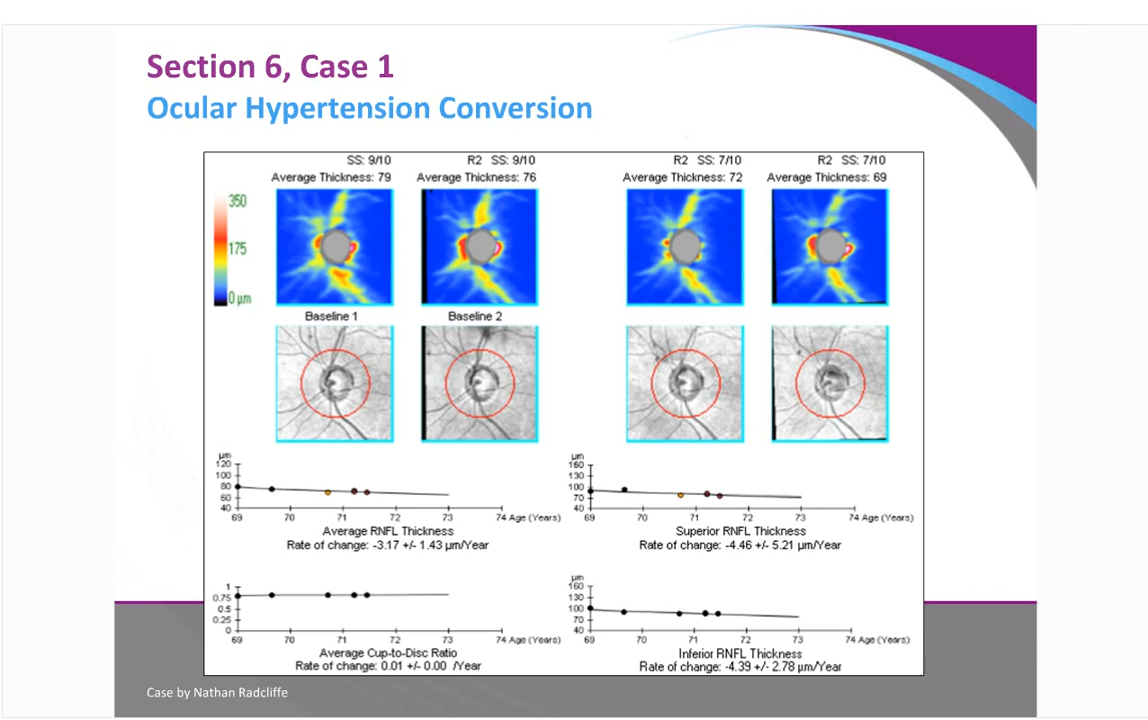 Section 6, Case 1
Ocular Hypertension Conversion
SS: 9/10
Average Thickness: 79
R2 SS: 9/10
Average Thickness: 76
R2 SS: 7/10
Average Thickness: 72
R2 SS: 7/10
Average Thickness: 69
350
175
0 µm
Baseline 1
Baseline 2
µm
120
100
80
60
40
69 70 71 72 73 74 Age (Years)
Average RNFL Thickness
Rate of change: -3.17 +/- 1.43 µm/Year
µm
160
130
100
70
40
69 70 71 72 73 74 Age (Years)
Superior RNFL Thickness
Rate of change: -4.46 +/- 5.21 µm/Year
1
0.75
0.5
0.25
0
69 70 71 72 73 74 Age (Years)
Average Cup-to-Disc Ratio
Rate of change: 0.01 +/- 0.00 /Year
µm
160
130
100
70
40
69 70 71 72 73 74 Age (Years)
Inferior RNFL Thickness
Rate of change: -4.39 +/- 2.78 µm/Year
Case by Nathan Radcliffe